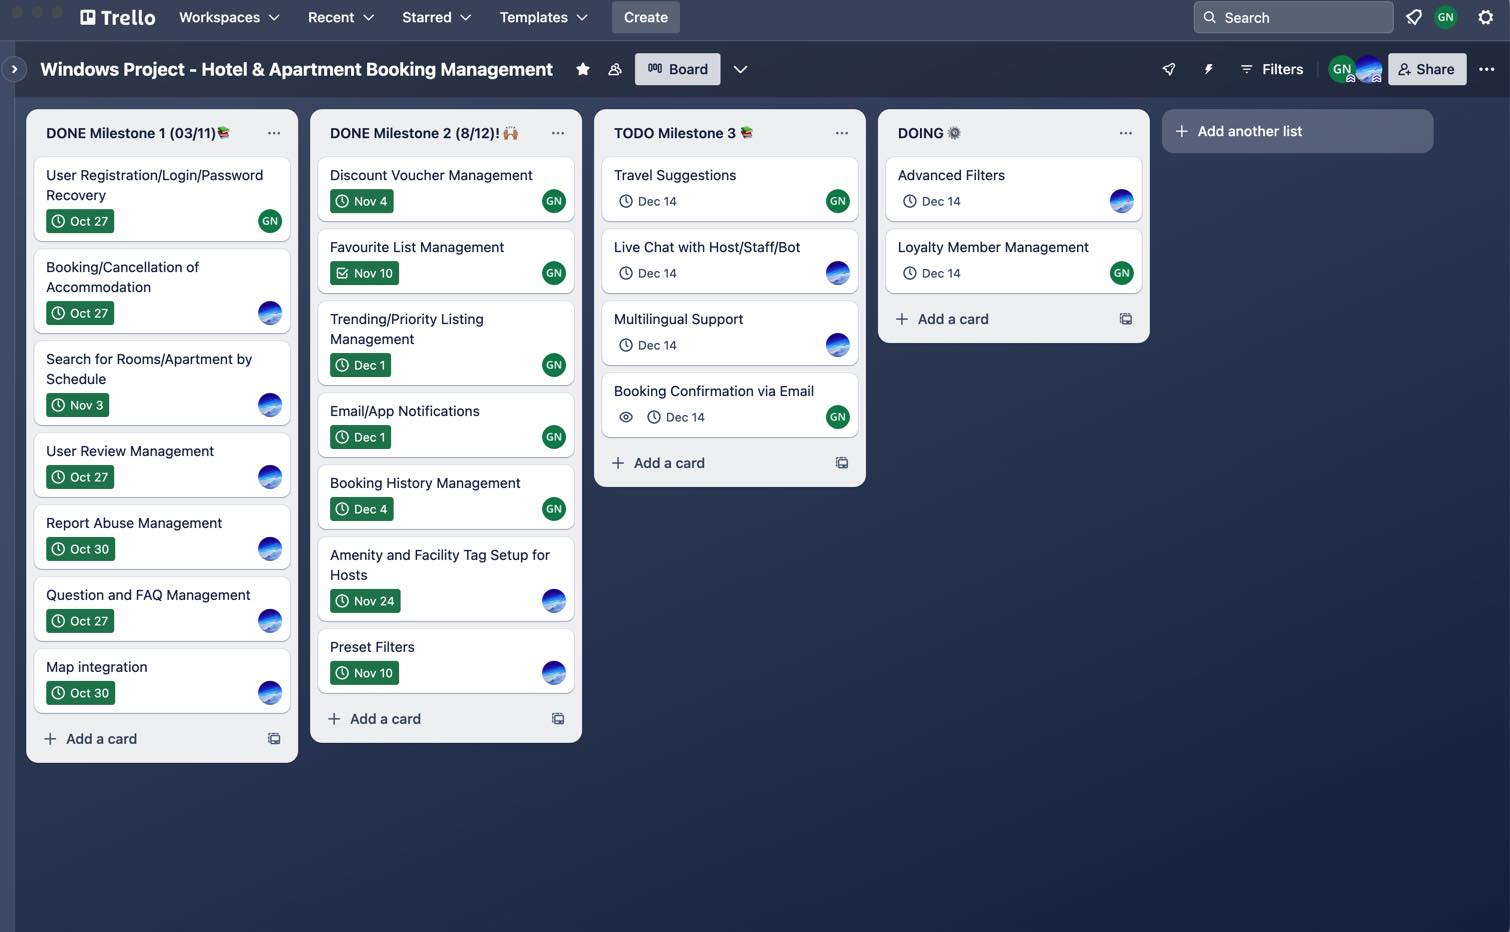 Trello
Workspaces
Recent
Starred
Templates
Create
Search
GN
Windows Project - Hotel & Apartment Booking Management
Board
Filters
GN
Share
DONE Milestone 1 (03/11)📚
User Registration/Login/Password
Recovery
Oct 27
GN
Booking/Cancellation of
Accommodation
Oct 27
Search for Rooms/Apartment by
Schedule
Nov 3
User Review Management
Oct 27
Report Abuse Management
Oct 30
Question and FAQ Management
Oct 27
Map integration
Oct 30
+ Add a card
DONE Milestone 2 (8/12)! 🙌🏽
Discount Voucher Management
Nov 4
GN
Favourite List Management
Nov 10
GN
Trending/Priority Listing
Management
Dec 1
GN
Email/App Notifications
Dec 1
GN
Booking History Management
Dec 4
GN
Amenity and Facility Tag Setup for
Hosts
Nov 24
Preset Filters
Nov 10
+ Add a card
TODO Milestone 3 📚
Travel Suggestions
Dec 14
GN
Live Chat with Host/Staff/Bot
Dec 14
Multilingual Support
Dec 14
Booking Confirmation via Email
Dec 14
GN
+ Add a card
DOING ⚙️
Advanced Filters
Dec 14
Loyalty Member Management
Dec 14
GN
+ Add a card
+ Add another list